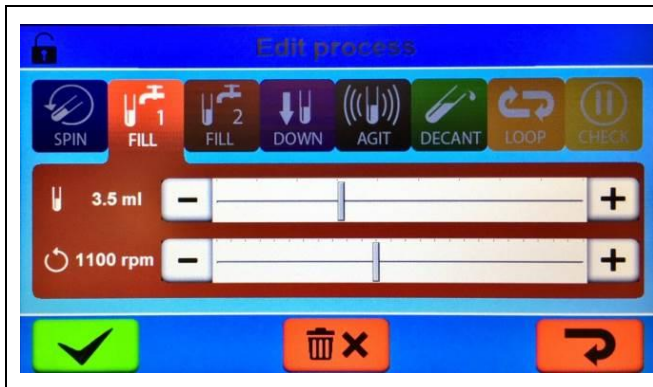 Edit process
SPIN
1
FILL
2
FILL
DOWN
AGIT
DECANT
LOOP
CHECK
3.5 ml
1100 rpm